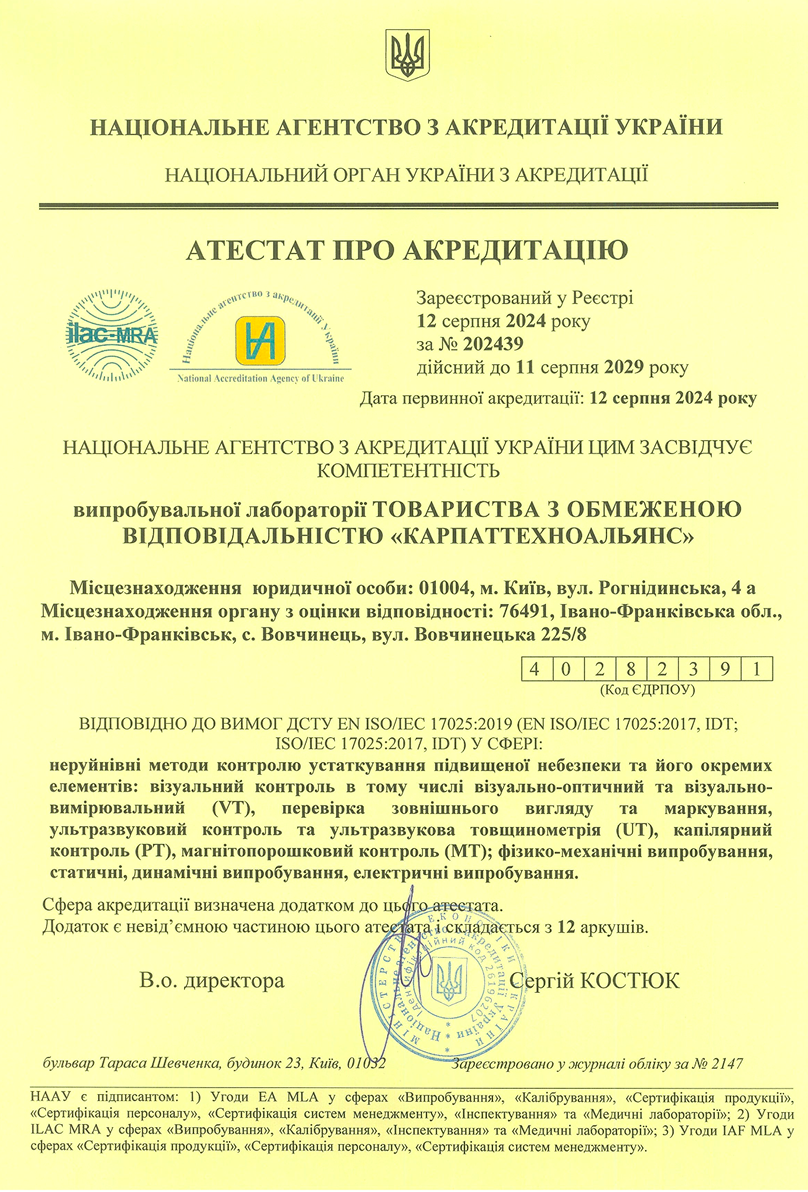 НАЦІОНАЛЬНЕ АГЕНТСТВО З АКРЕДИТАЦІЇ УКРАЇНИ
НАЦІОНАЛЬНИЙ ОРГАН УКРАЇНИ З АКРЕДИТАЦІЇ
АТЕСТАТ ПРО АКРЕДИТАЦІЮ
ilac-MRA
Національне агентство з акредитації України
National Accreditation Agency of Ukraine
Зареєстрований у Реєстрі
12 серпня 2024 року
за № 202439
дійсний до 11 серпня 2029 року
Дата первинної акредитації: 12 серпня 2024 року
НАЦІОНАЛЬНЕ АГЕНТСТВО З АКРЕДИТАЦІЇ УКРАЇНИ ЦИМ ЗАСВІДЧУЄ
КОМПЕТЕНТНІСТЬ
випробувальної лабораторії ТОВАРИСТВА З ОБМЕЖЕНОЮ
ВІДПОВІДАЛЬНІСТЮ «КАРПАТТЕХНОАЛЬЯНС»
Місцезнаходження юридичної особи: 01004, м. Київ, вул. Рогнідинська, 4 а
Місцезнаходження органу з оцінки відповідності: 76491, Івано-Франківська обл.,
м. Івано-Франківськ, с. Вовчинець, вул. Вовчинецька 225/8
4 0 2 8 2 3 9 1
(Код ЄДРПОУ)
ВІДПОВІДНО ДО ВИМОГ ДСТУ EN ISO/IEC 17025:2019 (EN ISO/IEC 17025:2017, IDT;
ISO/IEC 17025:2017, IDT) У СФЕРІ:
неруйнівні методи контролю устаткування підвищеної небезпеки та його окремих
елементів: візуальний контроль в тому числі візуально-оптичний та візуально-
вимірювальний (VT), перевірка зовнішнього вигляду та маркування,
ультразвуковий контроль та ультразвукова товщинометрія (UT), капілярний
контроль (PT), магнітопорошковий контроль (MT); фізико-механічні випробування,
статичні, динамічні випробування, електричні випробування.
Сфера акредитації визначена додатком до цього атестата.
Додаток є невід’ємною частиною цього атестата і складається з 12 аркушів.
В.о. директора
Сергій КОСТЮК
МІНІСТЕРСТВО ЕКОНОМІКИ УКРАЇНИ
Національне агентство з акредитації України
Ідентифікаційний код 26196207
бульвар Тараса Шевченка, будинок 23, Київ, 01032
Зареєстровано у журналі обліку за № 2147
НААУ є підписантом: 1) Угоди EA MLA у сферах «Випробування», «Калібрування», «Сертифікація продукції»,
«Сертифікація персоналу», «Сертифікація систем менеджменту», «Інспектування» та «Медичні лабораторії»; 2) Угоди
ILAC MRA у сферах «Випробування», «Калібрування», «Інспектування» та «Медичні лабораторії»; 3) Угоди IAF MLA у
сферах «Сертифікація продукції», «Сертифікація персоналу», «Сертифікація систем менеджменту».